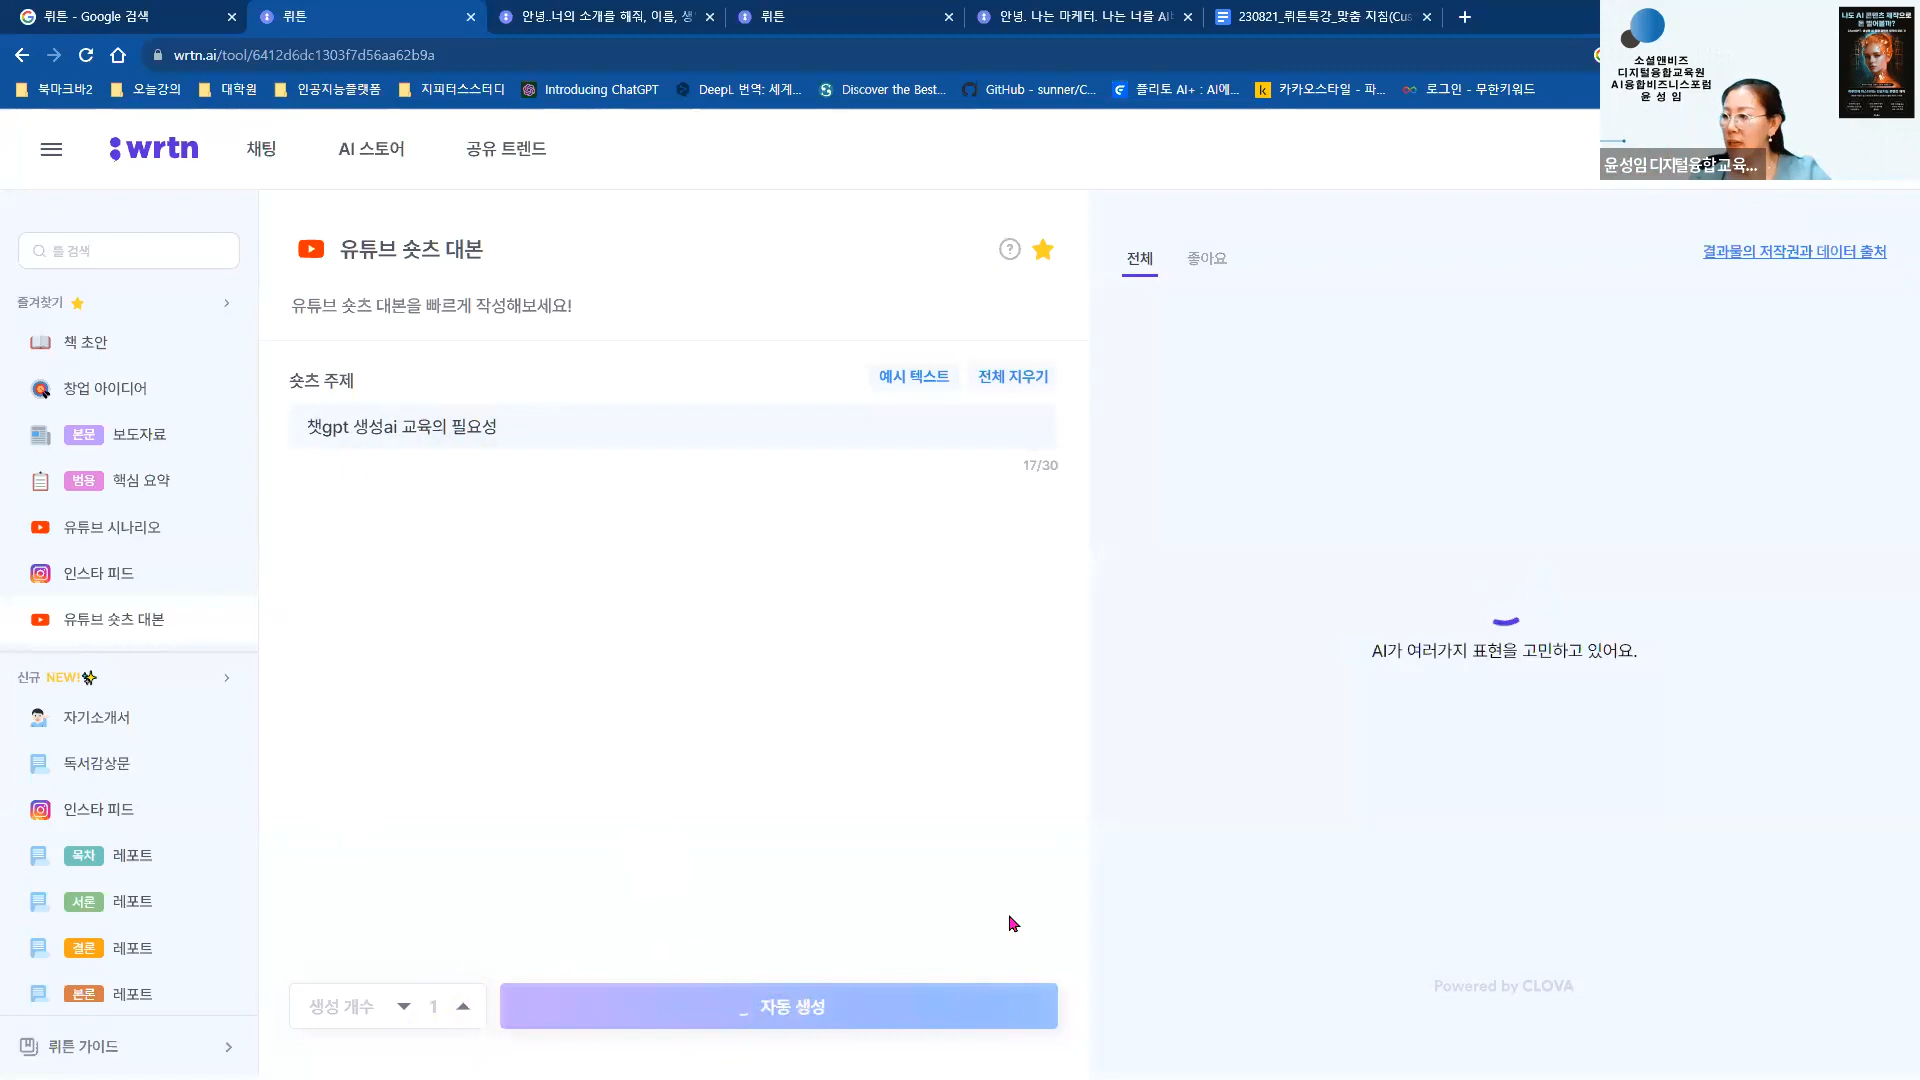 뤼튼 - Google 검색
뤼튼
안녕..너의 소개를 해줘, 이름, 생
뤼튼
안녕. 나는 마케터. 나는 너를 AI
230821_뤼튼특강_맞춤 지침(Cus
wrtn.ai/tool/6412d6dc1303f7d56aa62b9a
북마크바2
오늘강의
대학원
인공지능플랫폼
지피터스스터디
Introducing ChatGPT
DeepL 번역: 세계...
Discover the Best...
GitHub - sunner/C...
플리토 AI+ : AI에...
카카오스타일 - 파...
로그인 - 무한키워드
소셜앤비즈
디지털융합교육원
AI융합비즈니스포럼
윤 성 임
나도 AI 콘텐츠 제작으로
돈 벌어볼까?
윤성임 디지털융합교육...
wrtn
채팅
AI 스토어
공유 트렌드
툴 검색
즐겨찾기
책 초안
창업 아이디어
본문 보도자료
범용 핵심 요약
유튜브 시나리오
인스타 피드
유튜브 숏츠 대본
신규 NEW!
자기소개서
독서감상문
인스타 피드
목차 레포트
서론 레포트
결론 레포트
본론 레포트
뤼튼 가이드
유튜브 숏츠 대본
유튜브 숏츠 대본을 빠르게 작성해보세요!
숏츠 주제
예시 텍스트
전체 지우기
챗gpt 생성ai 교육의 필요성
17/30
생성 개수
1
자동 생성
전체
좋아요
결과물의 저작권과 데이터 출처
AI가 여러가지 표현을 고민하고 있어요.
Powered by CLOVA